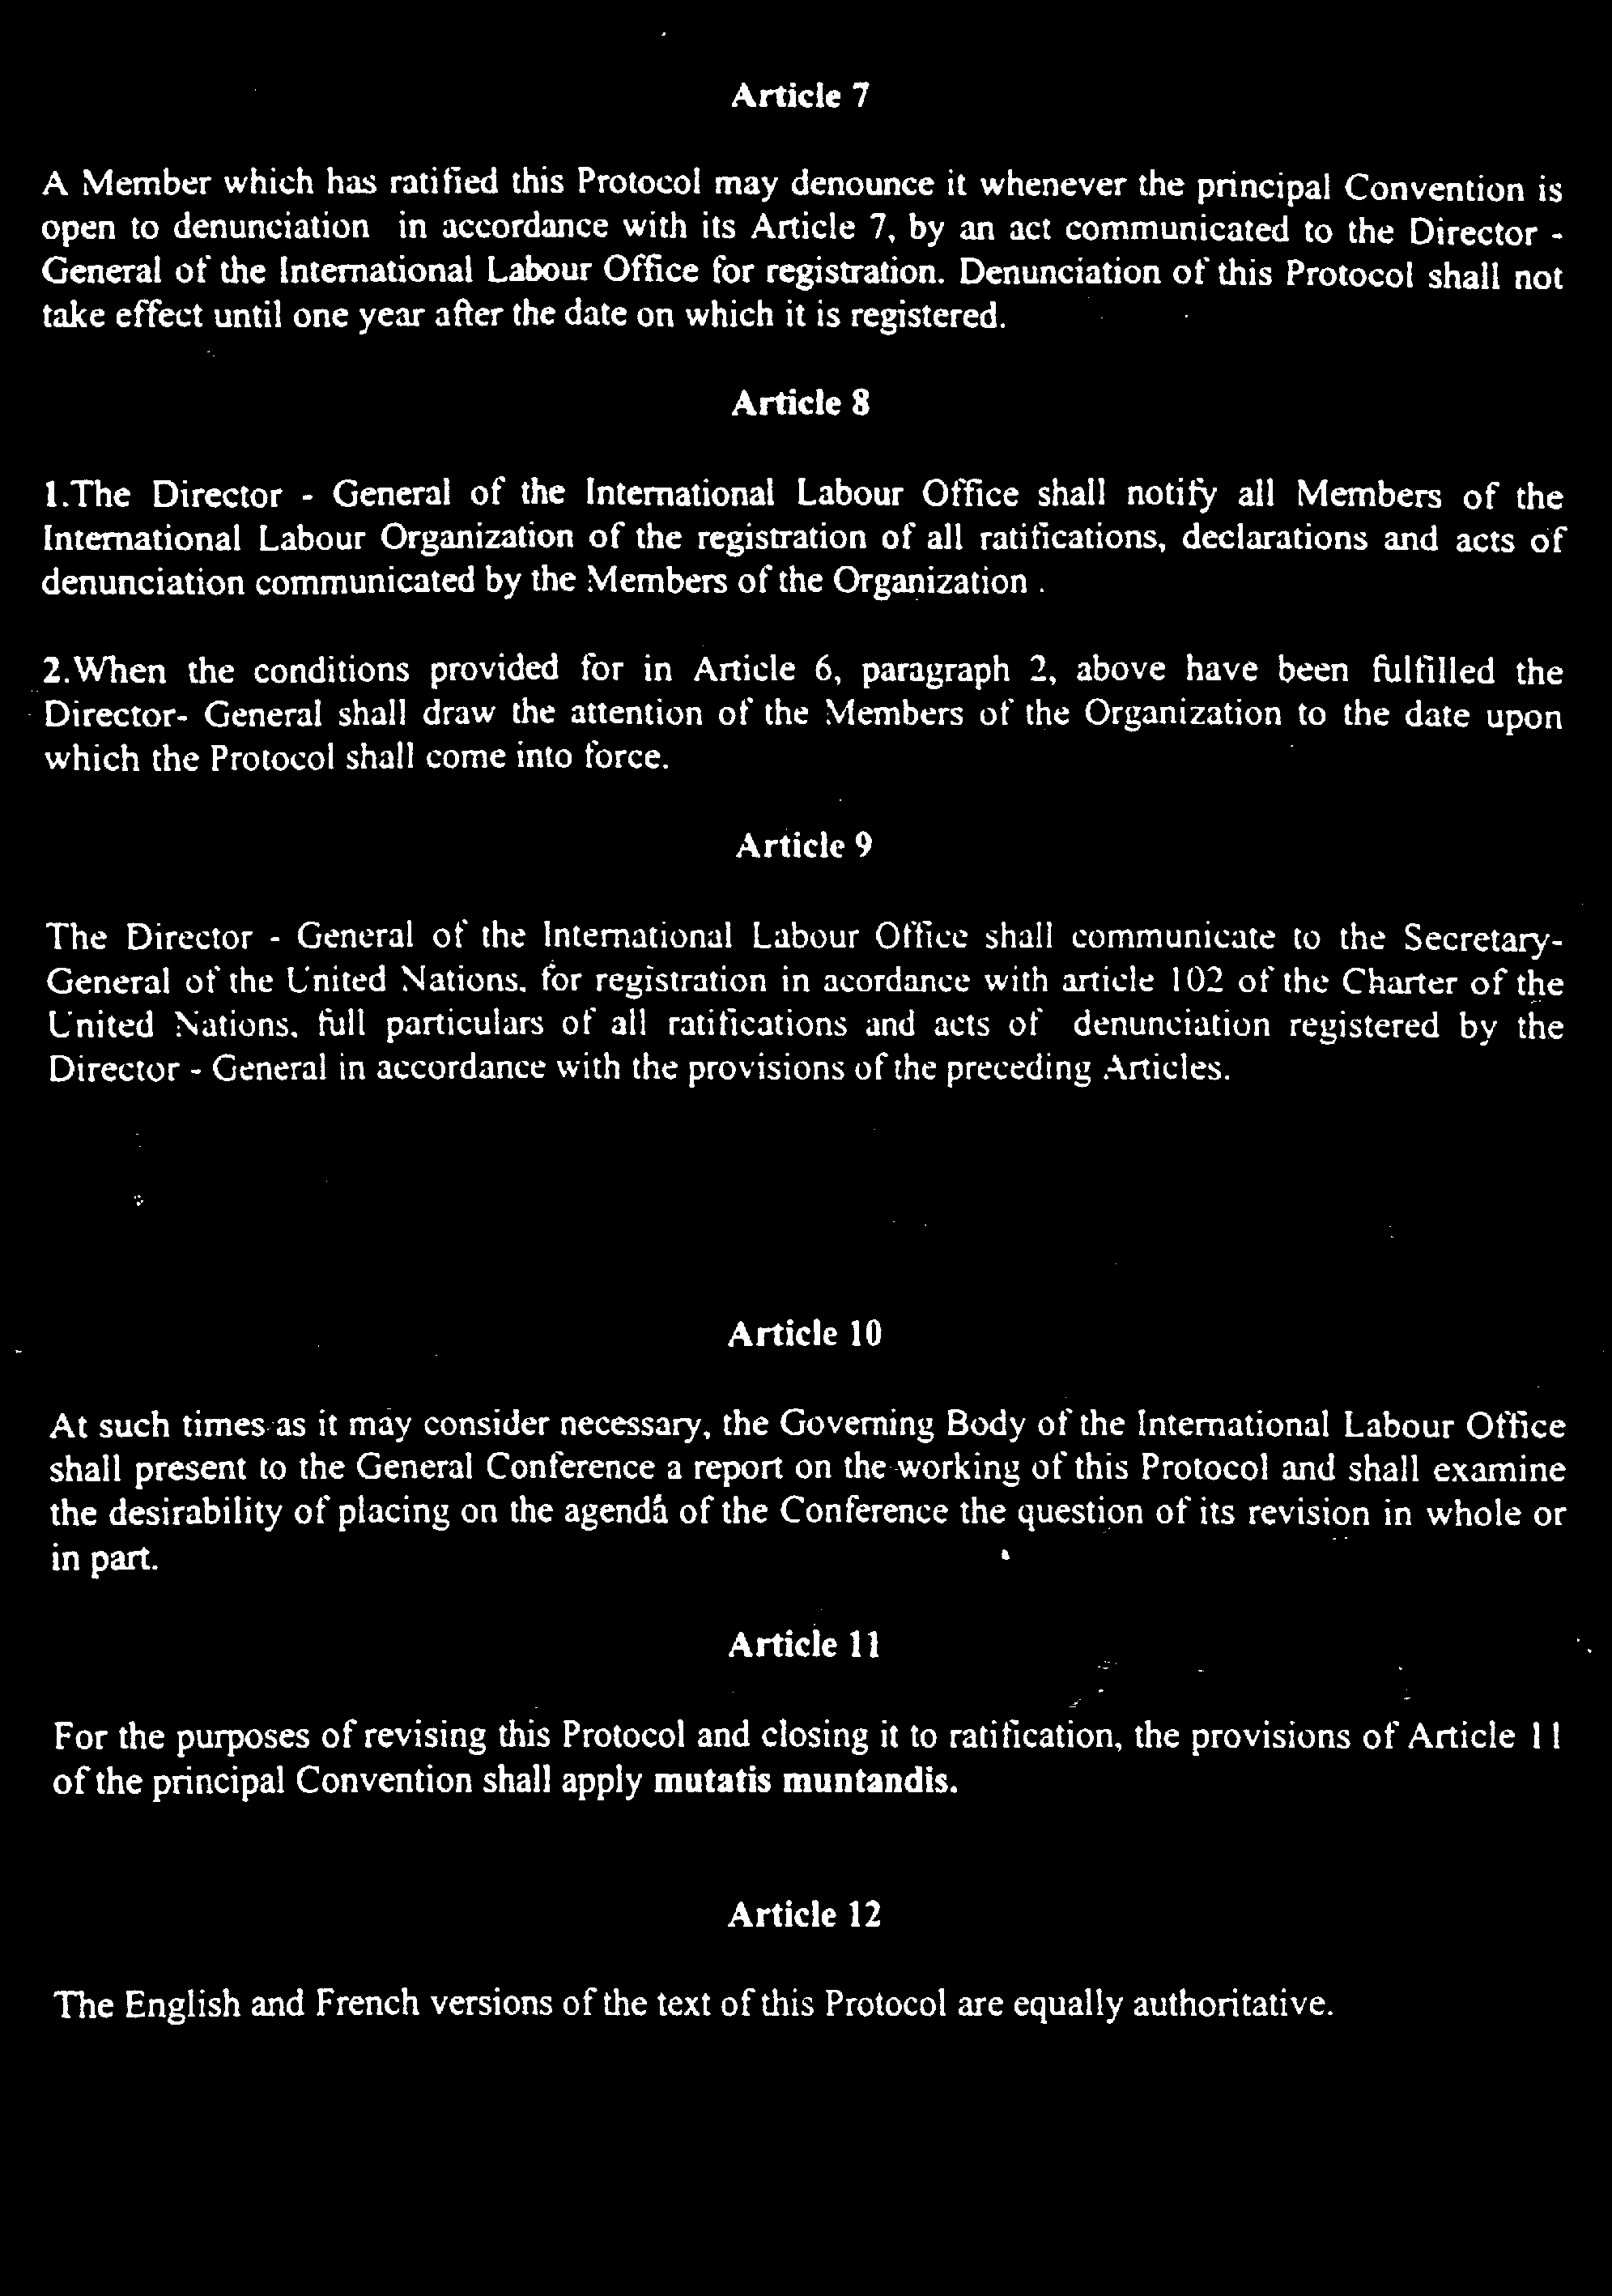 Article 7
A Member which has ratified this Protocol may denounce it whenever the principal Convention is
open to denunciation in accordance with its Article 7, by an act communicated to the Director -
General of the International Labour Office for registration. Denunciation of this Protocol shall not
take effect until one year after the date on which it is registered.
Article 8
1.The Director - General of the International Labour Office shall notify all Members of the
International Labour Organization of the registration of all ratifications, declarations and acts of
denunciation communicated by the Members of the Organization .
2.When the conditions provided for in Article 6, paragraph 2, above have been fulfilled the
Director- General shall draw the attention of the Members of the Organization to the date upon
which the Protocol shall come into force.
Article 9
The Director - General of the International Labour Office shall communicate to the Secretary-
General of the United Nations, for registration in acordance with article 102 of the Charter of the
United Nations, full particulars of all ratifications and acts of denunciation registered by the
Director - General in accordance with the provisions of the preceding Articles.
Article 10
At such times as it may consider necessary, the Governing Body of the International Labour Office
shall present to the General Conference a report on the working of this Protocol and shall examine
the desirability of placing on the agenda of the Conference the question of its revision in whole or
in part.
Article 11
For the purposes of revising this Protocol and closing it to ratification, the provisions of Article 11
of the principal Convention shall apply mutatis muntandis.
Article 12
The English and French versions of the text of this Protocol are equally authoritative.